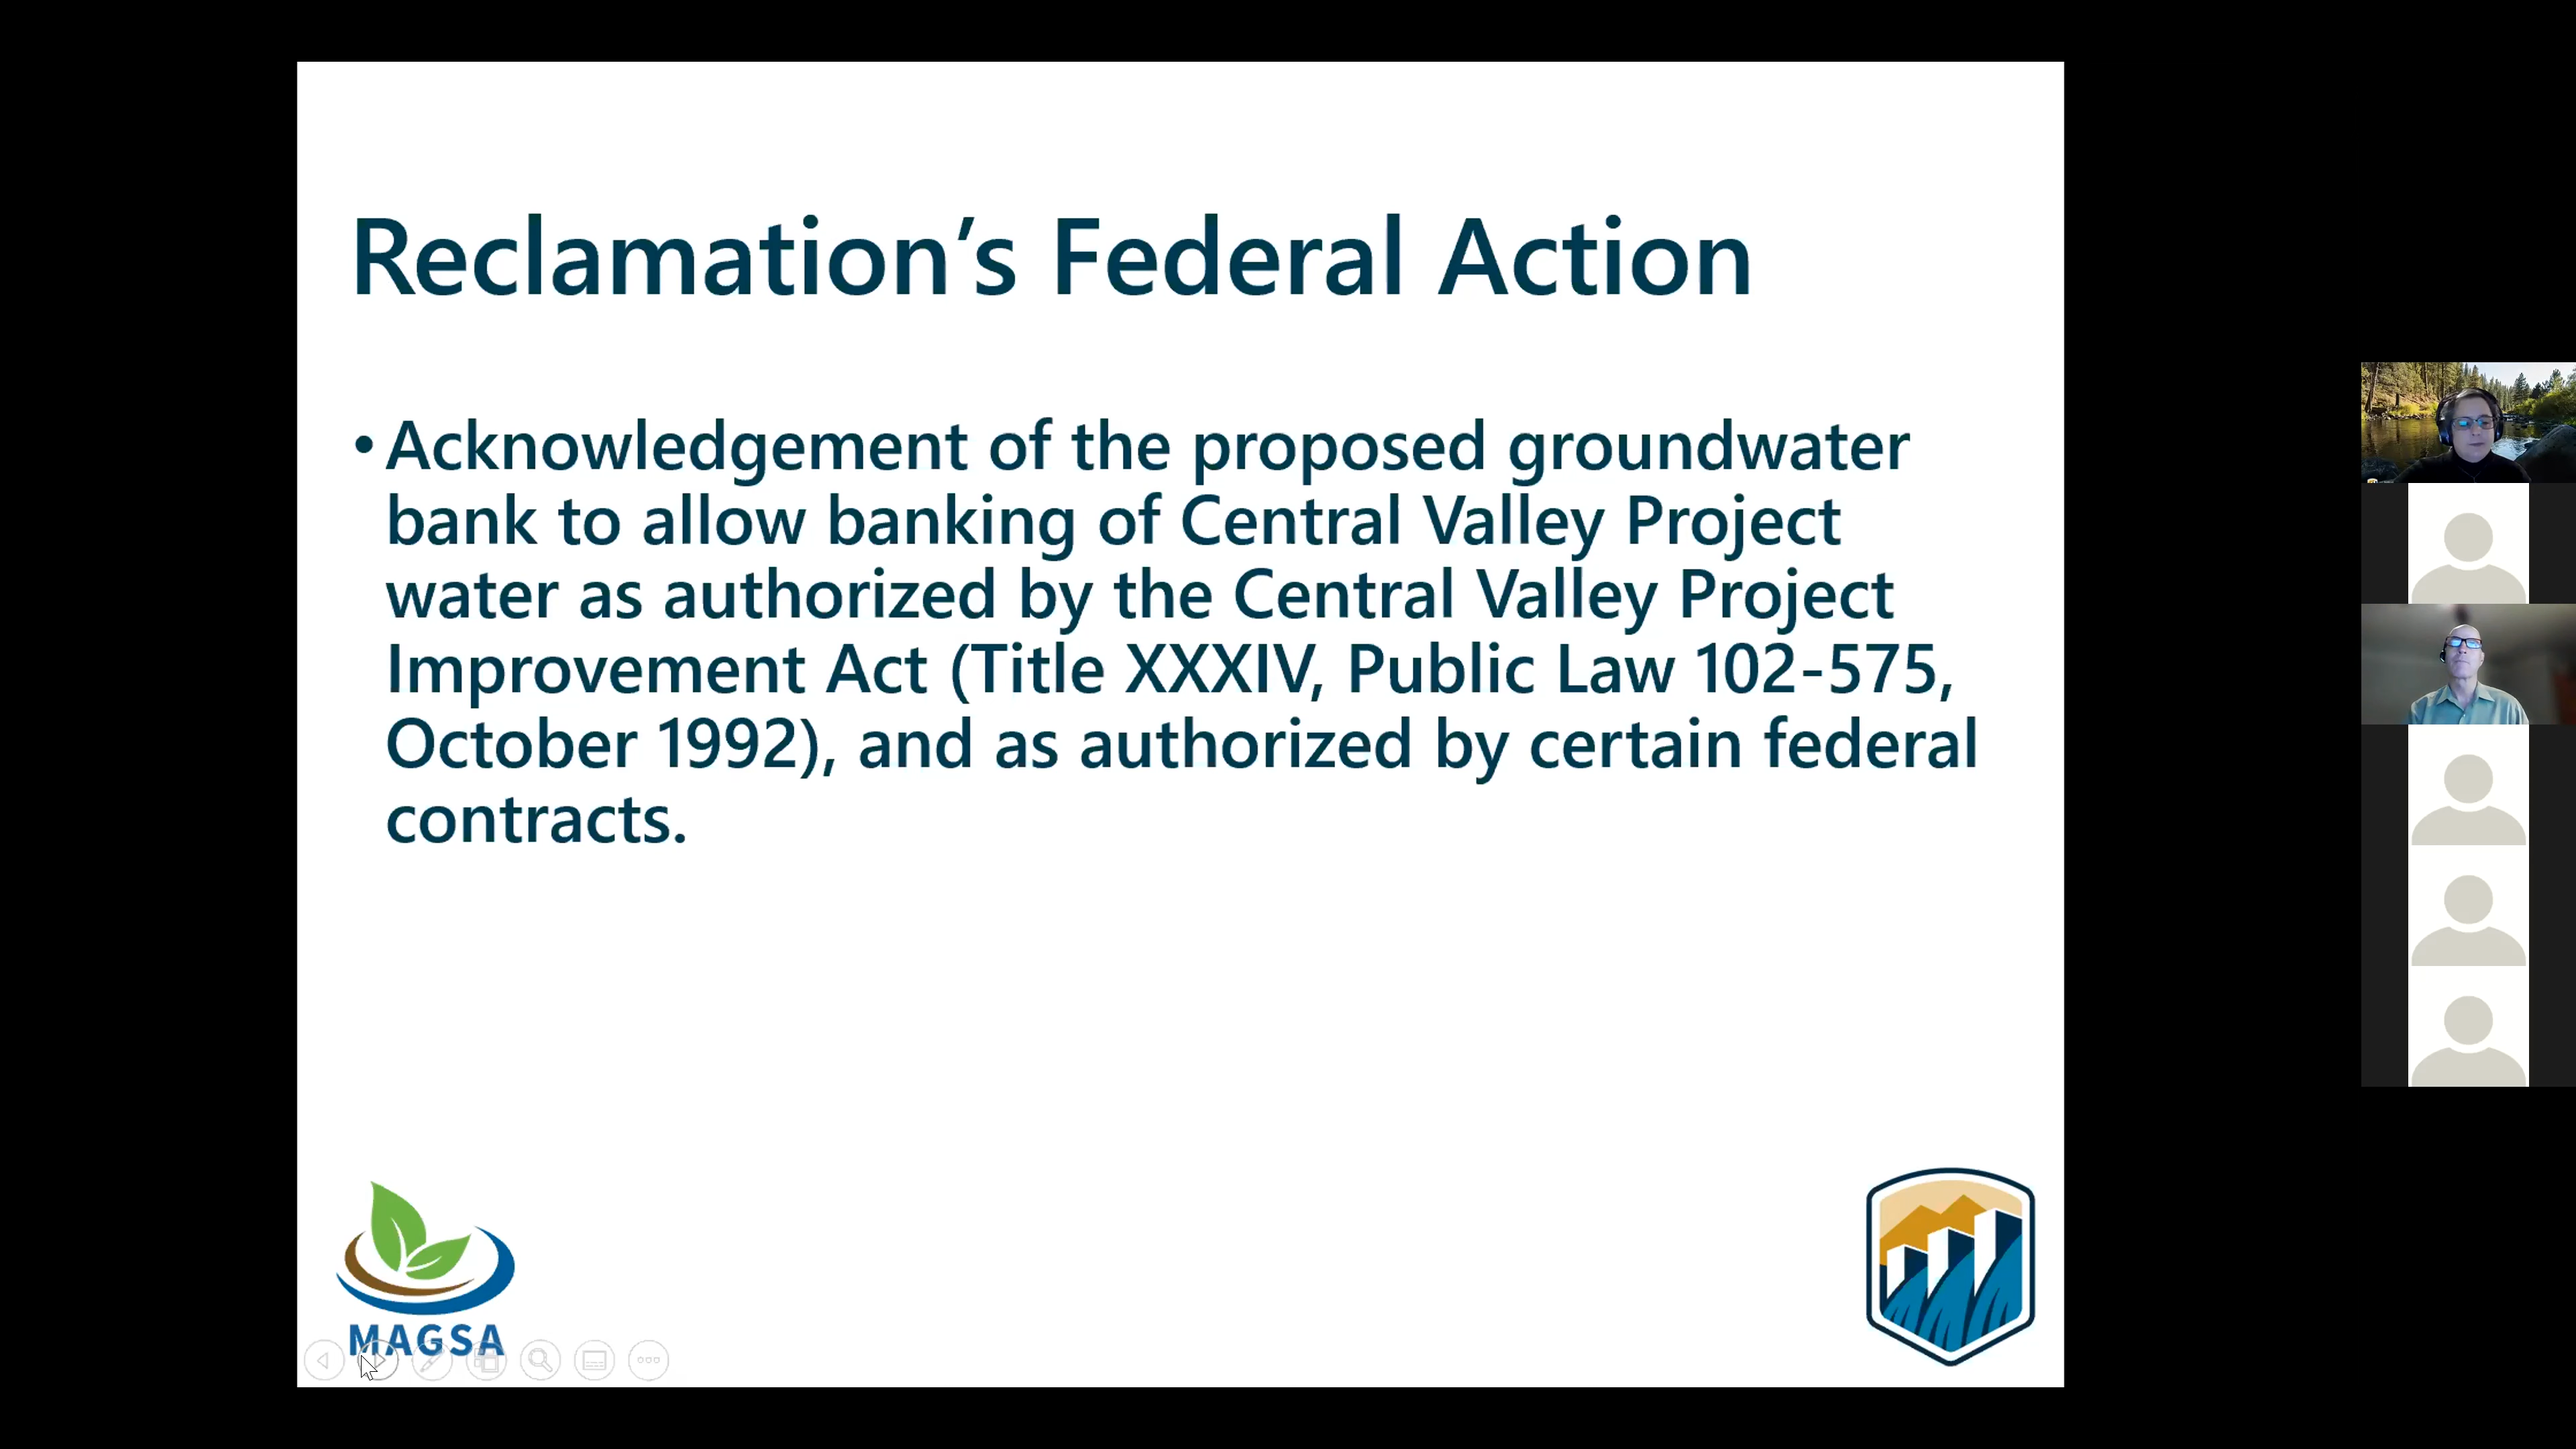 Reclamation’s Federal Action
• Acknowledgement of the proposed groundwater
bank to allow banking of Central Valley Project
water as authorized by the Central Valley Project
Improvement Act (Title XXXIV, Public Law 102-575,
October 1992), and as authorized by certain federal
contracts.
MAGSA